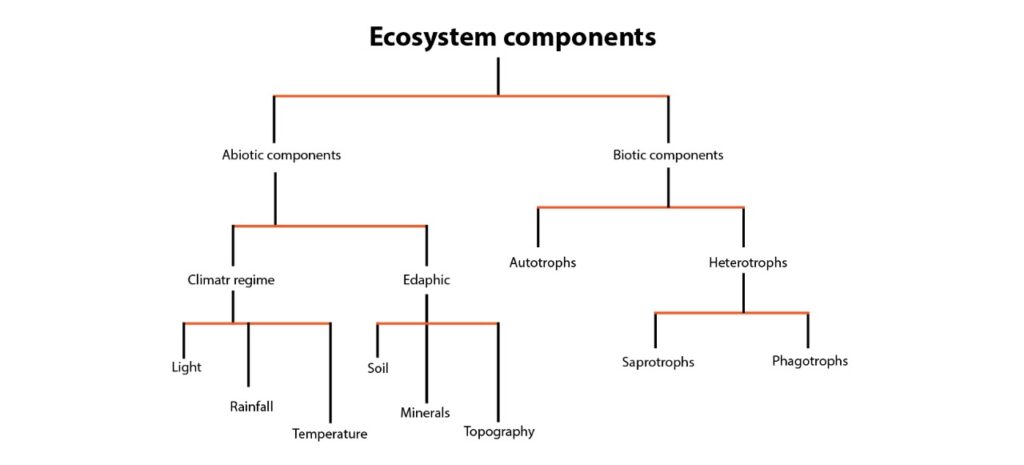 Ecosystem components
Abiotic components
Biotic components
Autotrophs
Heterotrophs
Climatr regime
Edaphic
Saprotrophs
Phagotrophs
Light
Soil
Rainfall
Minerals
Temperature
Topography